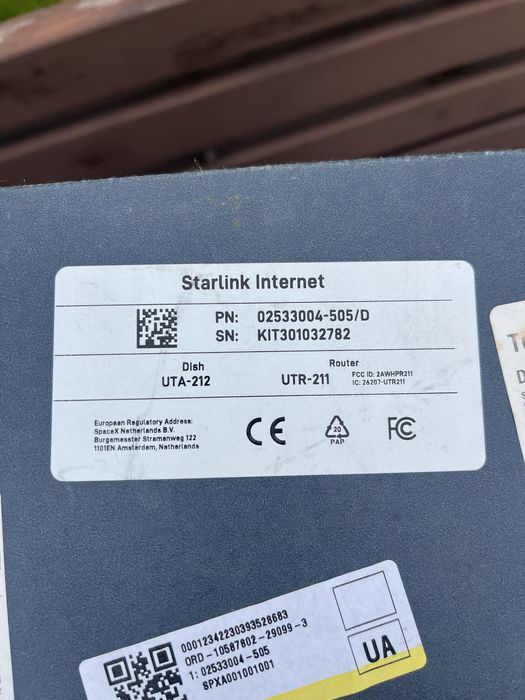 Starlink Internet
PN: 02533004-505/D
SN: KIT301032782
Dish
UTA-212
Router
UTR-211
FCC ID: 2AWHPR211
IC: 26207-UTR211
European Regulatory Address:
SpaceX Netherlands B.V.
Burgemeester Stramanweg 122
1101EN Amsterdam, Netherlands
CE
20
PAP
FC
T
D
00012342230393528683
ORD-10587802-29099-3
1: 02533004-505
SPXA001001001
UA